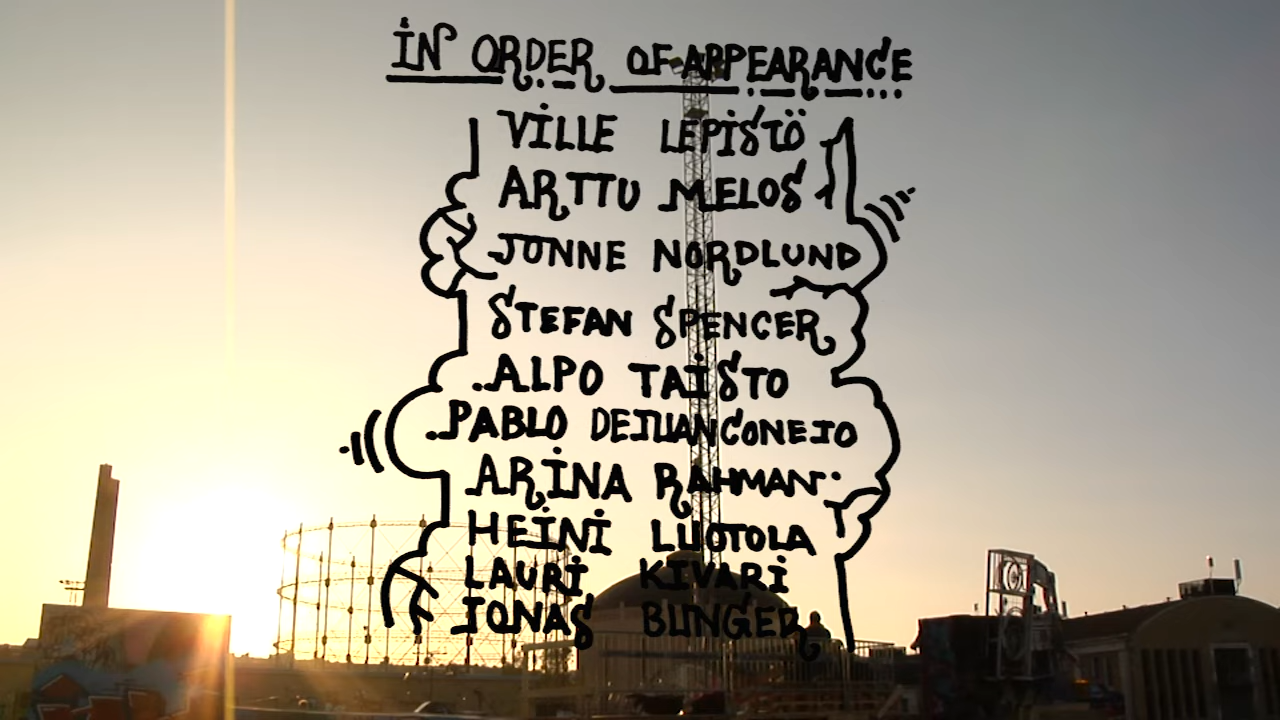 IN ORDER OF APPEARANCE
VILLE LEPISTÖ
ARTTU MELOS
JONNE NORDLUND
STEFAN SPENCER
ALPO TAISTO
PABLO DEJUANCONEJO
ARINA RAHMAN
HEINI LUOTOLA
LAURI KIVARI
JONAS BUNGER